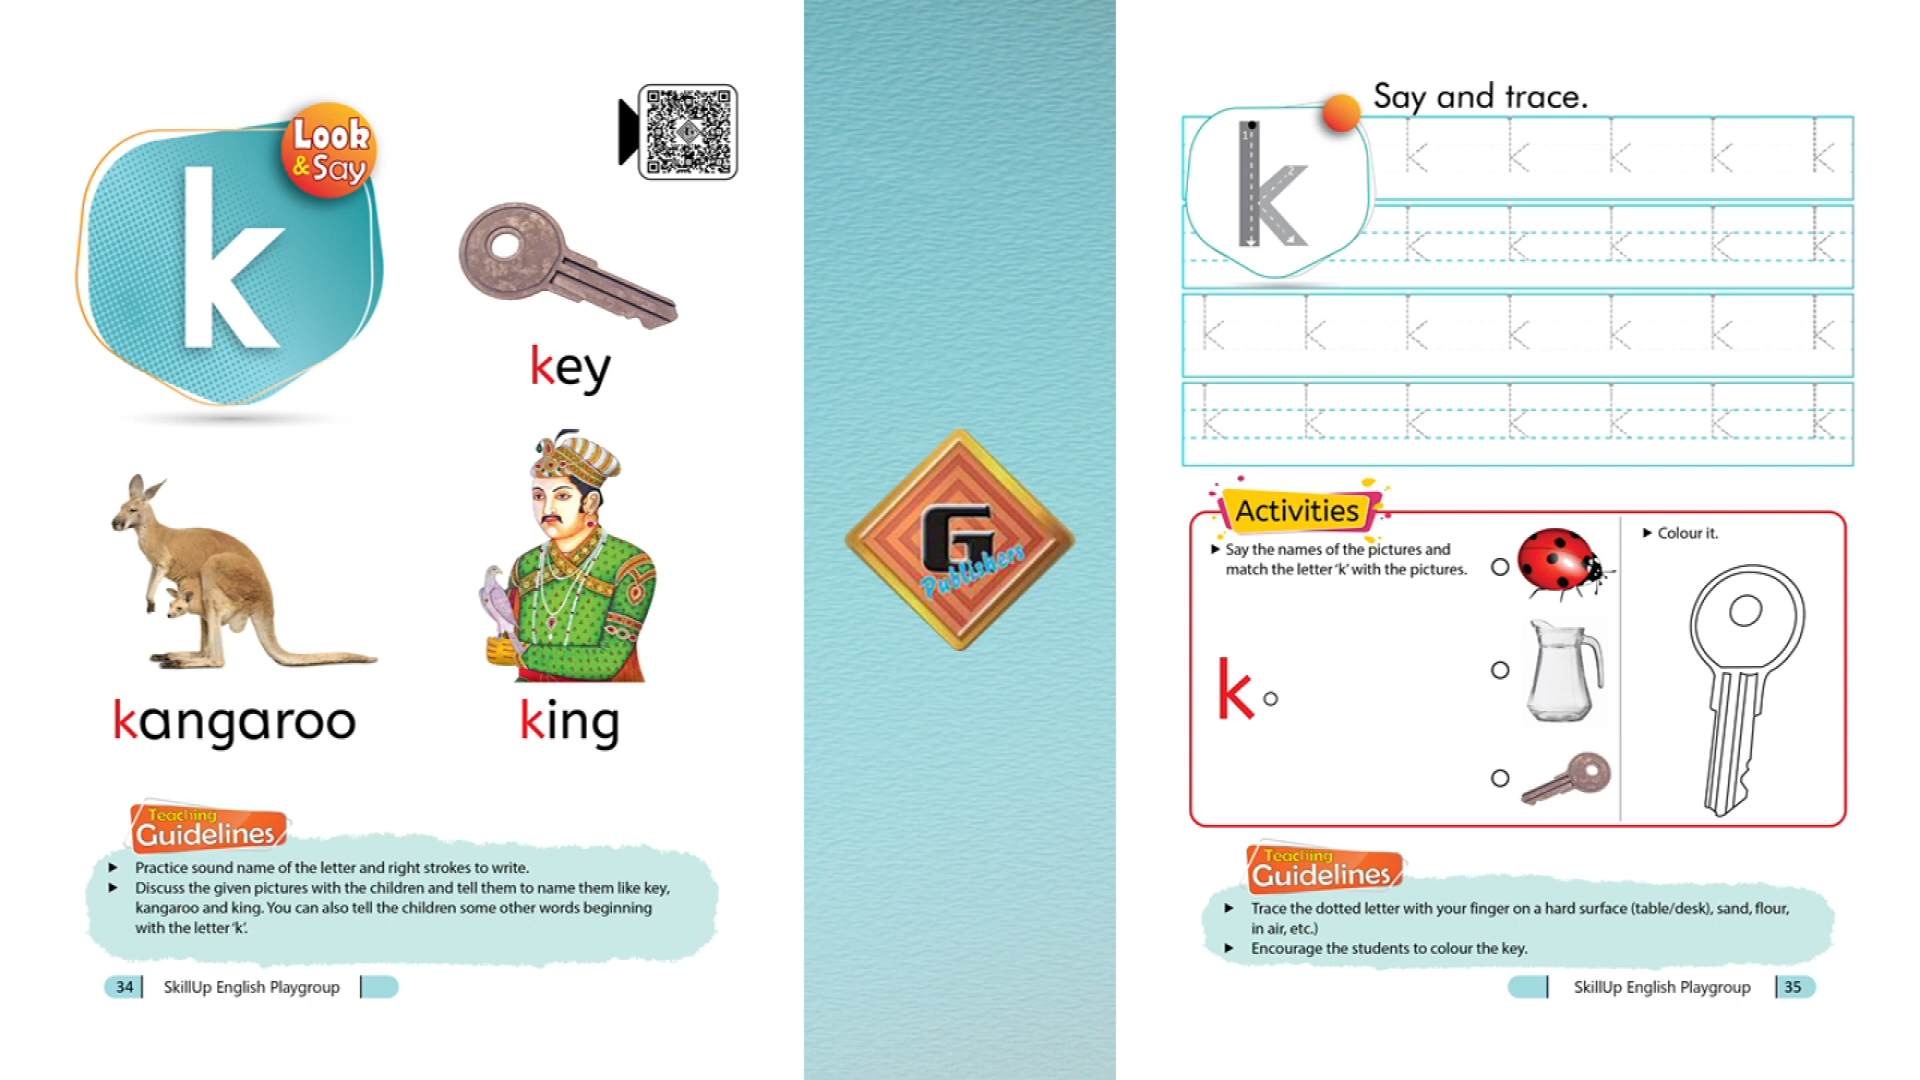 k
Look
&Say
key
kangaroo
king
Teaching
Guidelines
► Practice sound name of the letter and right strokes to write.
► Discuss the given pictures with the children and tell them to name them like key,
kangaroo and king. You can also tell the children some other words beginning
with the letter 'k'.
34 SkillUp English Playgroup
G
Publishers
Say and trace.
1 2
k k k k k k
k k k k k
k k k k k
k k k k k k k
k k k k k k k
Activities
► Say the names of the pictures and
match the letter 'k' with the pictures.
k
► Colour it.
Teaching
Guidelines
► Trace the dotted letter with your finger on a hard surface (table/desk), sand, flour,
in air, etc.)
► Encourage the students to colour the key.
SkillUp English Playgroup 35